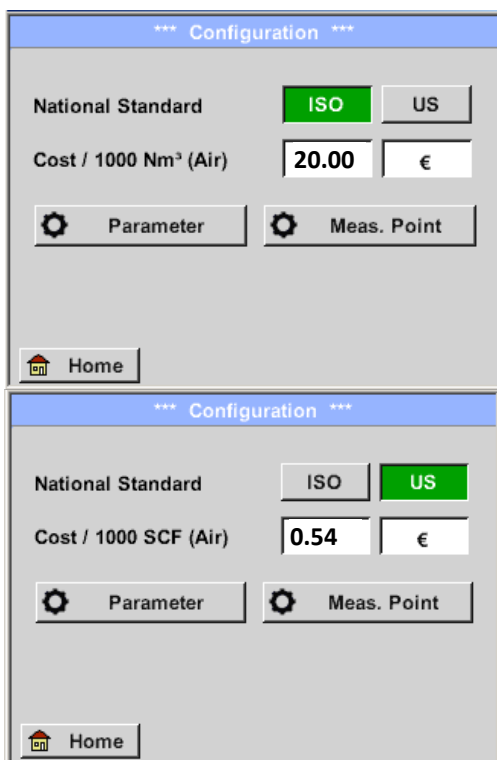 *** Configuration ***
National Standard ISO US
Cost / 1000 Nm³ (Air) 20.00 €
Parameter Meas. Point
Home
*** Configuration ***
National Standard ISO US
Cost / 1000 SCF (Air) 0.54 €
Parameter Meas. Point
Home